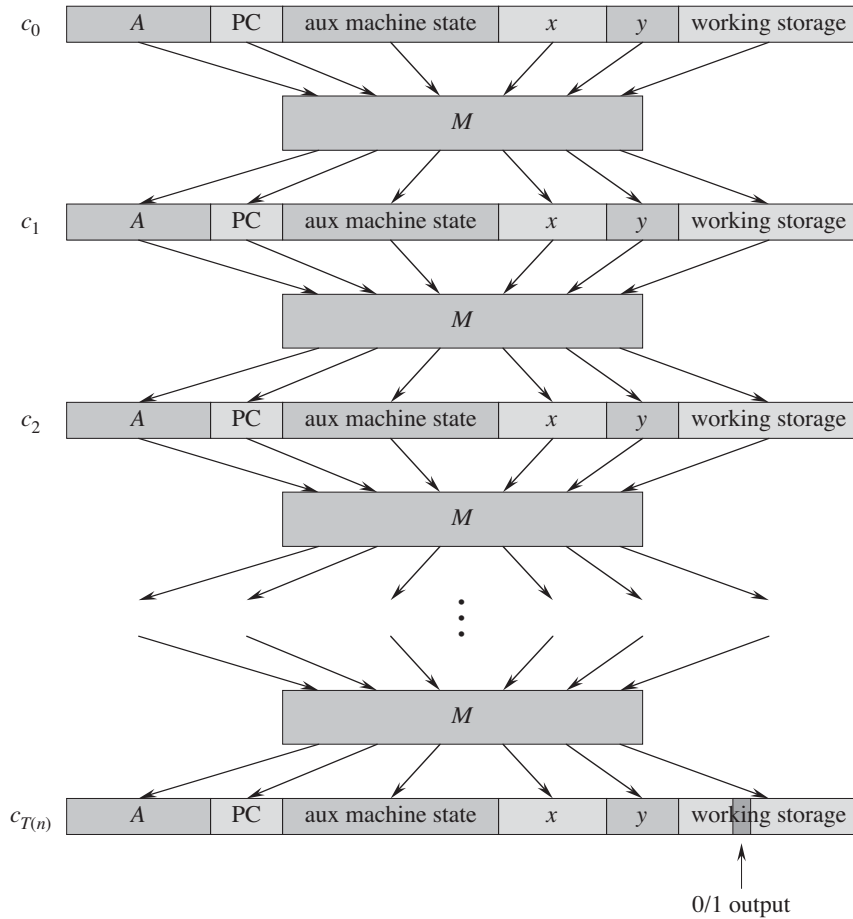 c0 A PC aux machine state x y working storage
M
c1 A PC aux machine state x y working storage
M
c2 A PC aux machine state x y working storage
M
M
cT(n) A PC aux machine state x y working storage
0/1 output